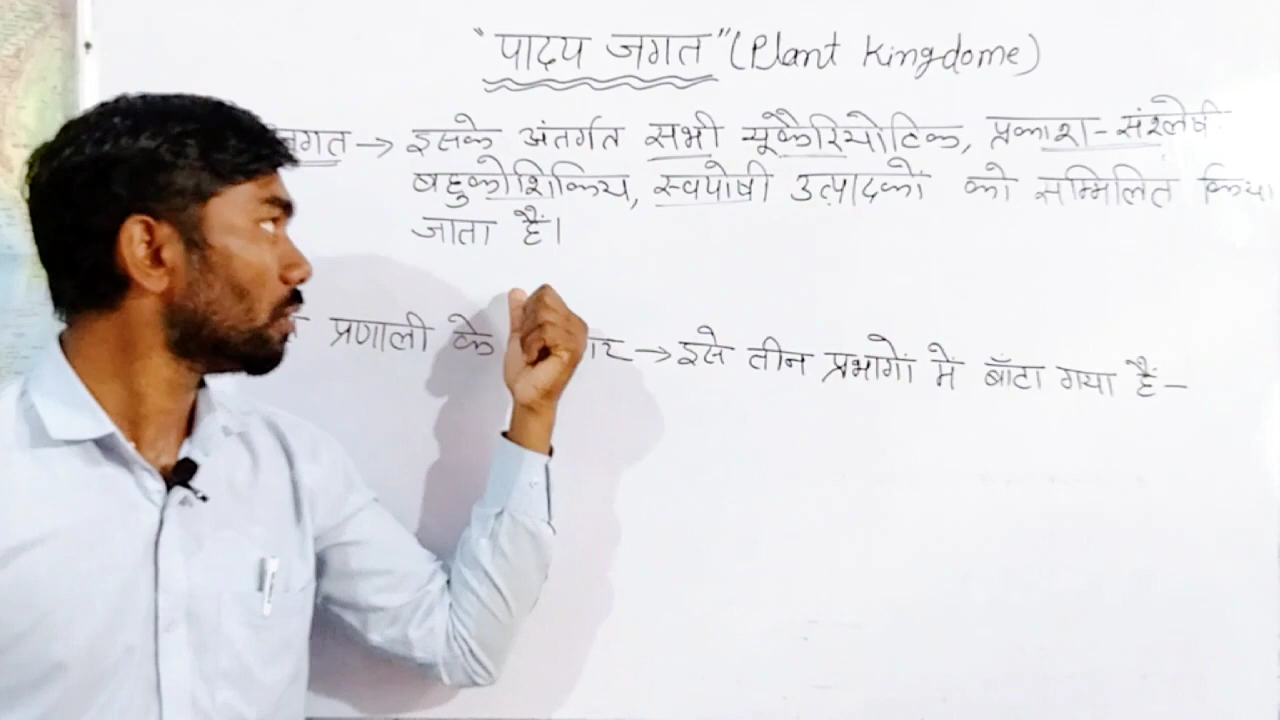 "पादप जगत" (Plant Kingdome)
जगत → इसके अंतर्गत सभी यूकैरियोटिक, प्रकाश-संश्लेषी
बहुकोशिकिय, स्वपोषी उत्पादकों को सम्मिलित किया
जाता हैं।
प्रणाली के → इसे तीन प्रभागों में बाँटा गया हैं-